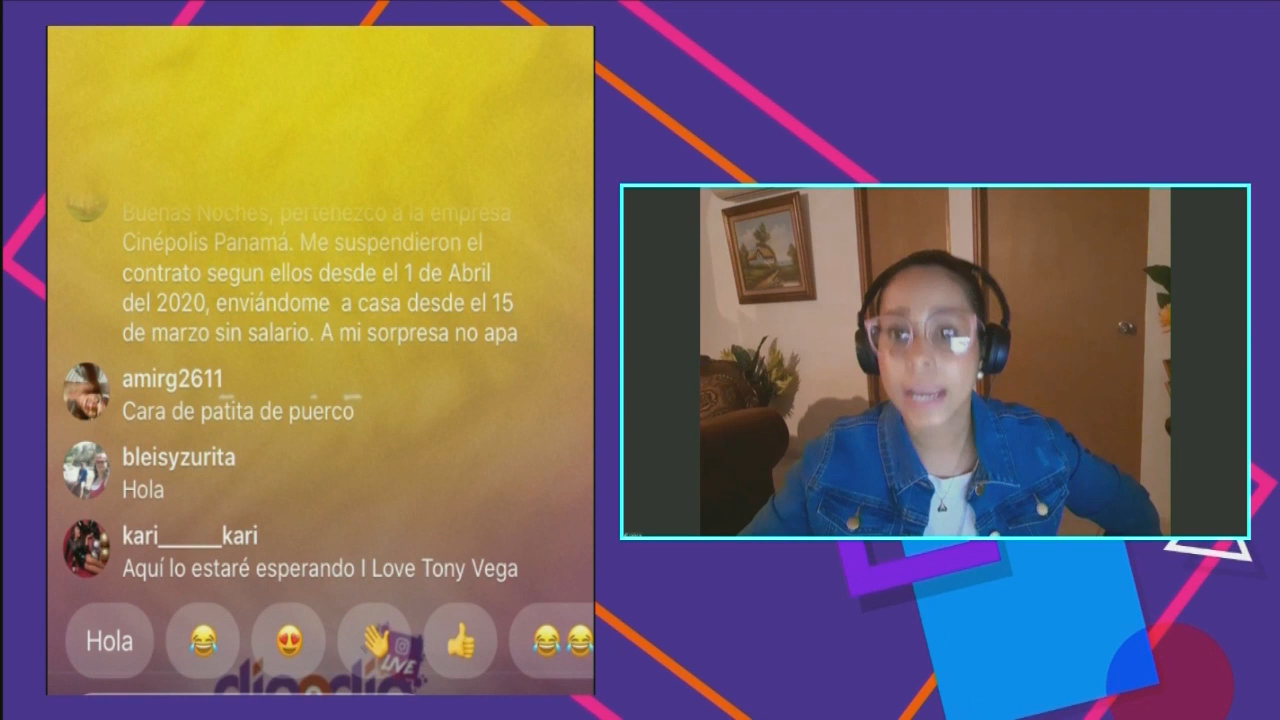 Buenas Noches, pertenezco a la empresa
Cinépolis Panamá. Me suspendieron el
contrato segun ellos desde el 1 de Abril
del 2020, enviándome a casa desde el 15
de marzo sin salario. A mi sorpresa no apa
amirg2611
Cara de patita de puerco
bleisyzurita
Hola
kari______kari
Aquí lo estaré esperando I Love Tony Vega
Hola
LIVE